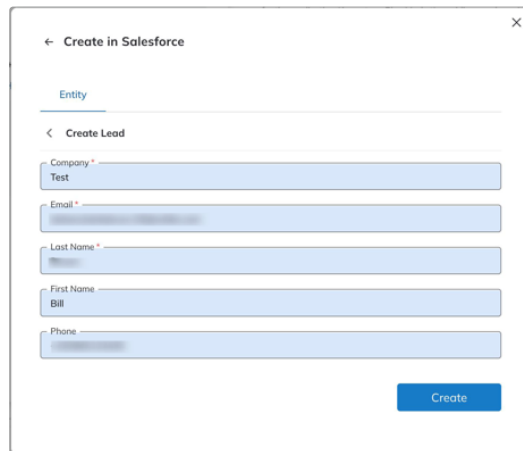 ← Create in Salesforce
Entity
Create Lead
Company *
Test
Email *
Last Name *
First Name
Bill
Phone
Create